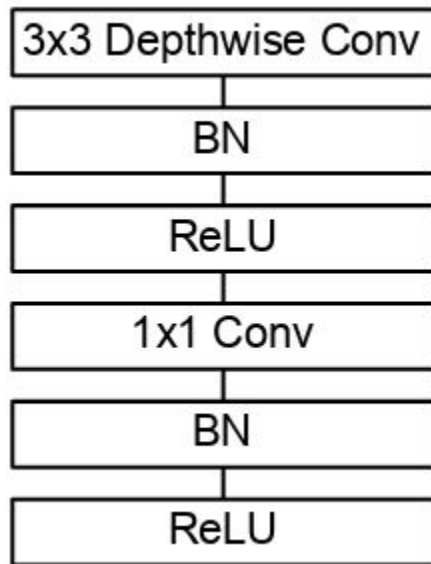 3x3 Depthwise Conv
BN
ReLU
1x1 Conv
BN
ReLU